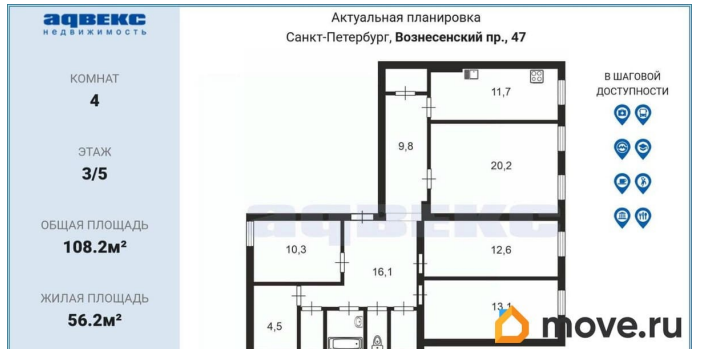 адвекс
НЕДВИЖИМОСТЬ
КОМНАТ
4
ЭТАЖ
3/5
ОБЩАЯ ПЛОЩАДЬ
108.2м²
ЖИЛАЯ ПЛОЩАДЬ
56.2м²
Актуальная планировка
Санкт-Петербург, Вознесенский пр., 47
11,7
9,8
20,2
адвекс
10,3
12,6
16,1
13,1
4,5
В ШАГОВОЙ
ДОСТУПНОСТИ
move.ru